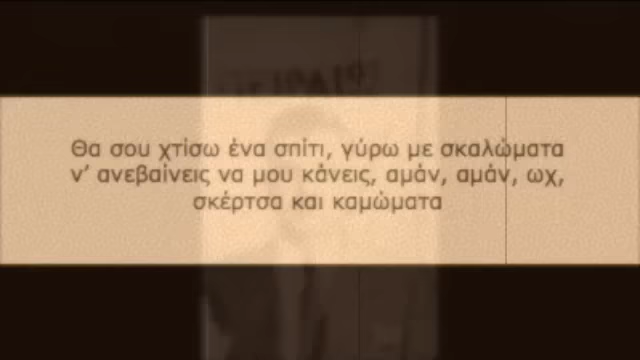 Θα σου χτίσω ένα σπίτι, γύρω με σκαλώματα
ν' ανεβαίνεις να μου κάνεις, αμάν, αμάν, ωχ,
σκέρτσα και καμώματα